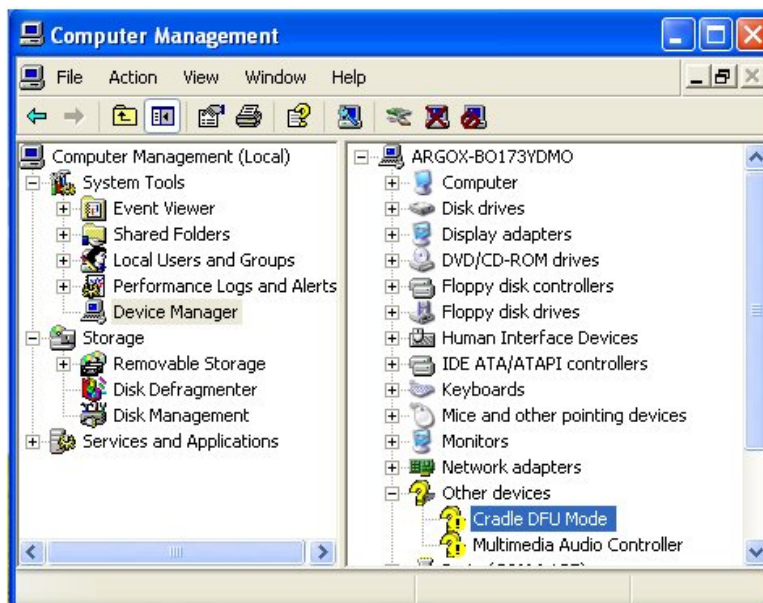 Computer Management
File Action View Window Help
Computer Management (Local)
System Tools
Event Viewer
Shared Folders
Local Users and Groups
Performance Logs and Alerts
Device Manager
Storage
Removable Storage
Disk Defragmenter
Disk Management
Services and Applications
ARGOX-BO173YDMO
Computer
Disk drives
Display adapters
DVD/CD-ROM drives
Floppy disk controllers
Floppy disk drives
Human Interface Devices
IDE ATA/ATAPI controllers
Keyboards
Mice and other pointing devices
Monitors
Network adapters
Other devices
Cradle DFU Mode
Multimedia Audio Controller